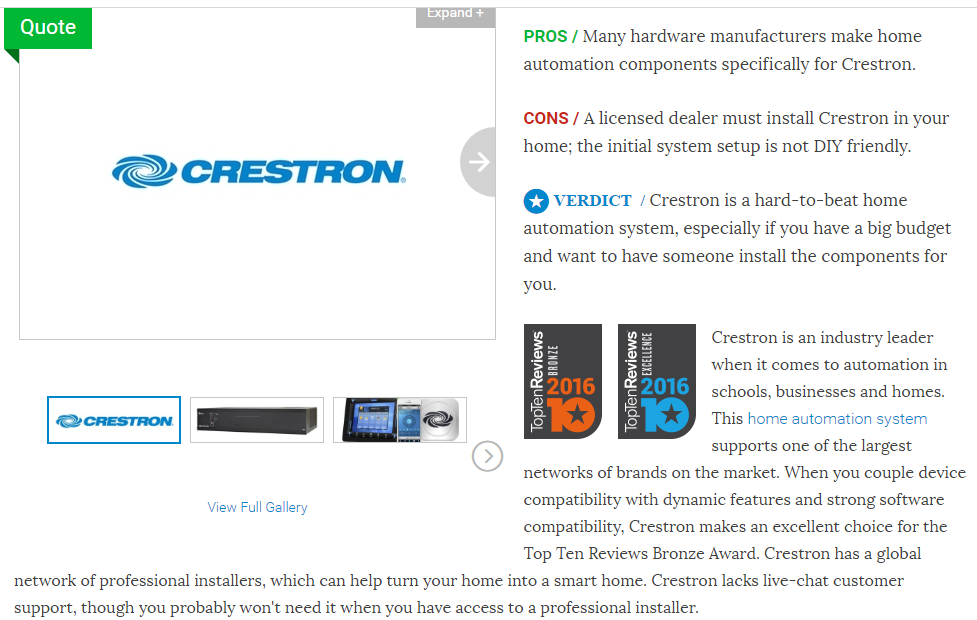 Quote
Expand +
CRESTRON
CRESTRON
View Full Gallery
PROS / Many hardware manufacturers make home
automation components specifically for Crestron.
CONS / A licensed dealer must install Crestron in your
home; the initial system setup is not DIY friendly.
VERDICT / Crestron is a hard-to-beat home
automation system, especially if you have a big budget
and want to have someone install the components for
you.
TopTenReviews
BRONZE
2016
10
TopTenReviews
EXCELLENCE
2016
10
Crestron is an industry leader
when it comes to automation in
schools, businesses and homes.
This home automation system
supports one of the largest
networks of brands on the market. When you couple device
compatibility with dynamic features and strong software
compatibility, Crestron makes an excellent choice for the
Top Ten Reviews Bronze Award. Crestron has a global
network of professional installers, which can help turn your home into a smart home. Crestron lacks live-chat customer
support, though you probably won't need it when you have access to a professional installer.